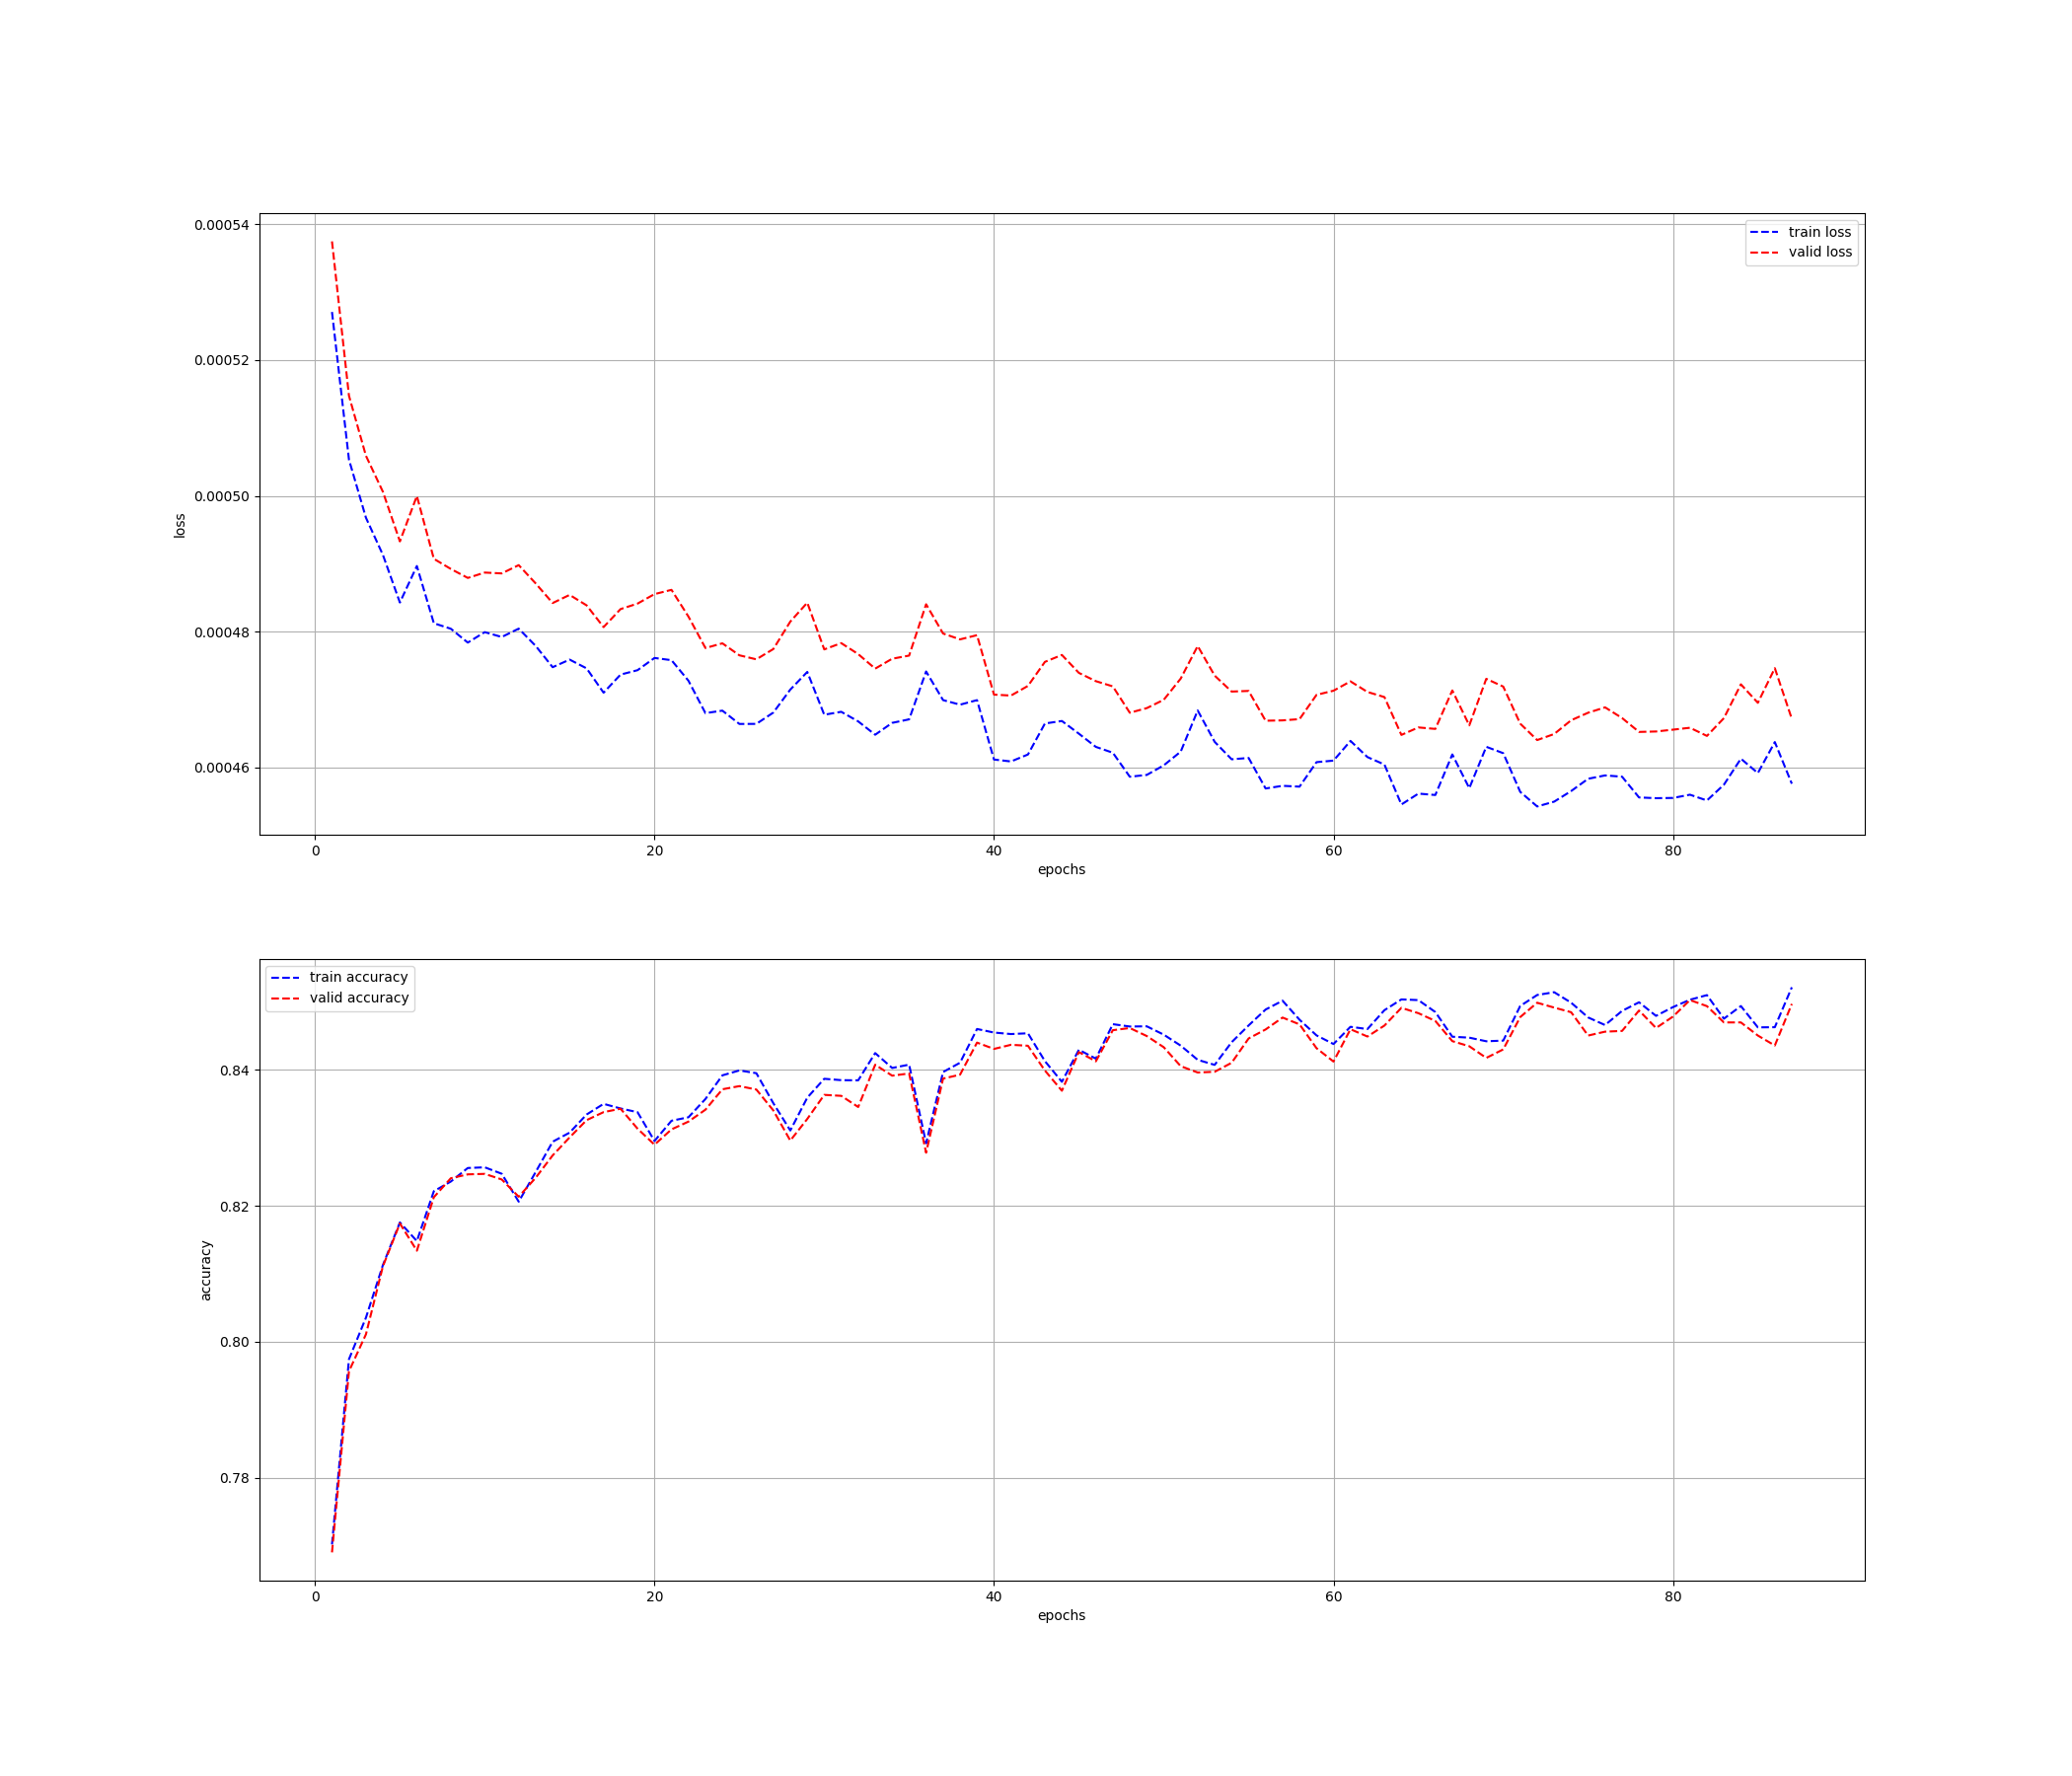 0.00054
0.00052
0.00050
0.00048
0.00046
loss
train loss
valid loss
0 20 40 60 80
epochs
train accuracy
valid accuracy
0.84
0.82
0.80
0.78
accuracy
0 20 40 60 80
epochs